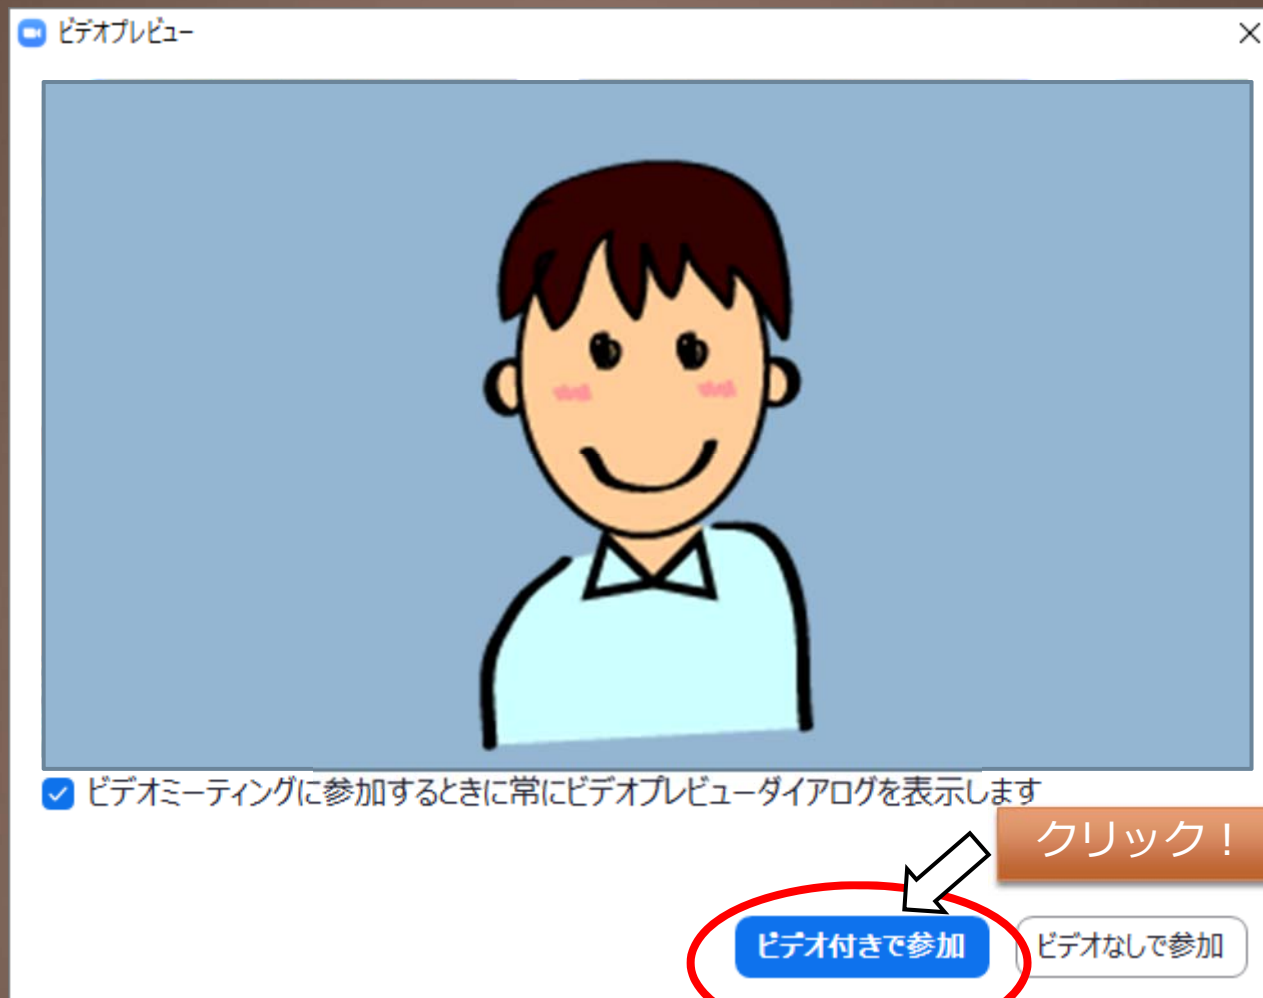 ビデオプレビュー
ビデオミーティングに参加するときに常にビデオプレビューダイアログを表示します
クリック！
ビデオ付きで参加
ビデオなしで参加